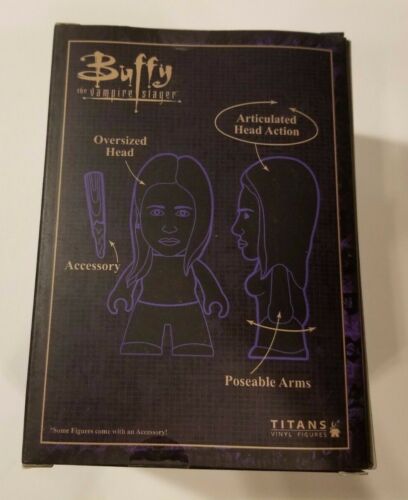 Buffy
the vampire slayer
Articulated
Head Action
Oversized
Head
Accessory
Poseable Arms
*Some Figures come with an Accessory!
TITANS
VINYL FIGURES